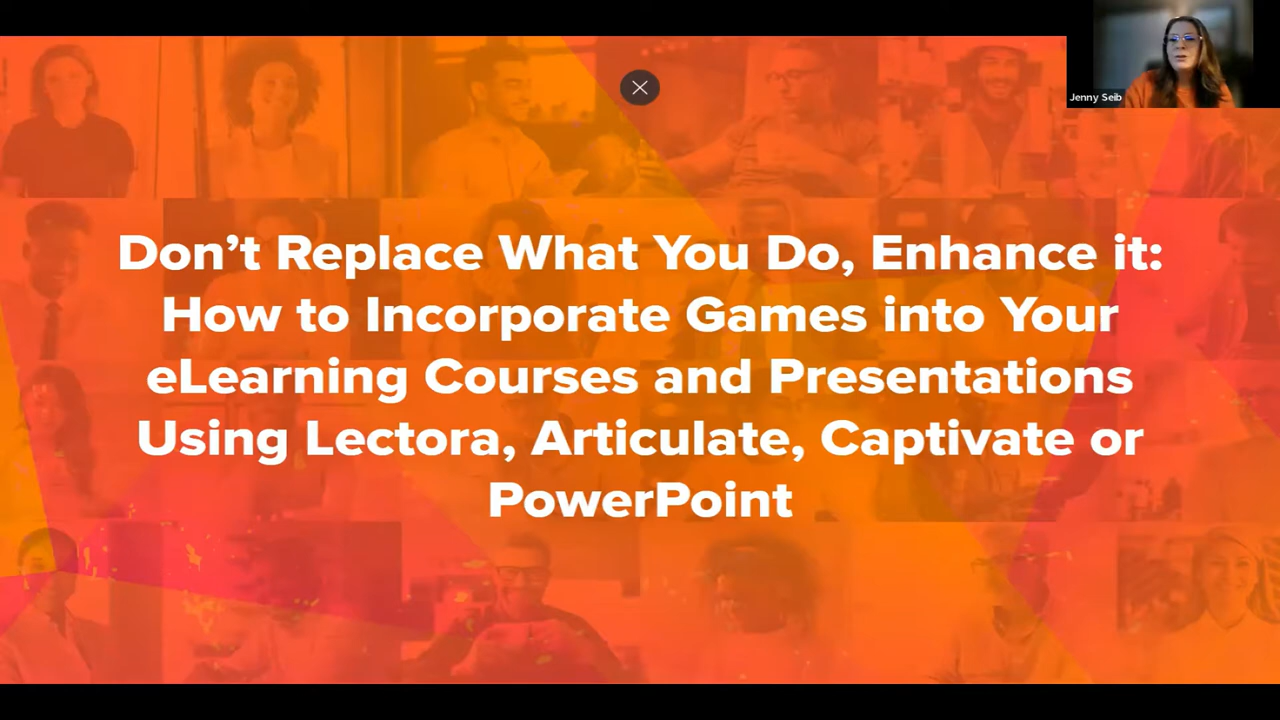 Jenny Seib
Don’t Replace What You Do, Enhance it:
How to Incorporate Games into Your
eLearning Courses and Presentations
Using Lectora, Articulate, Captivate or
PowerPoint